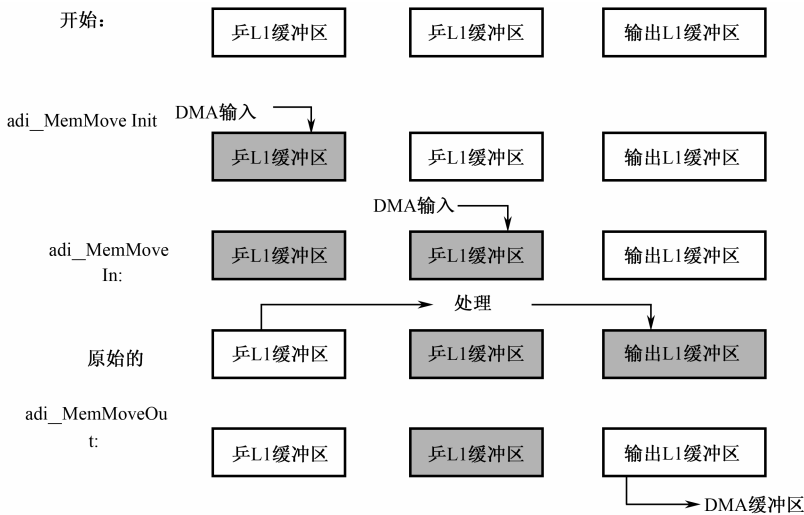 开始：
乒L1缓冲区
乒L1缓冲区
输出L1缓冲区
adi_MemMove Init
DMA输入
乒L1缓冲区
乒L1缓冲区
输出L1缓冲区
DMA输入
adi_MemMove
In:
乒L1缓冲区
乒L1缓冲区
输出L1缓冲区
处理
原始的
乒L1缓冲区
乒L1缓冲区
输出L1缓冲区
adi_MemMoveOu
t:
乒L1缓冲区
乒L1缓冲区
输出L1缓冲区
DMA缓冲区